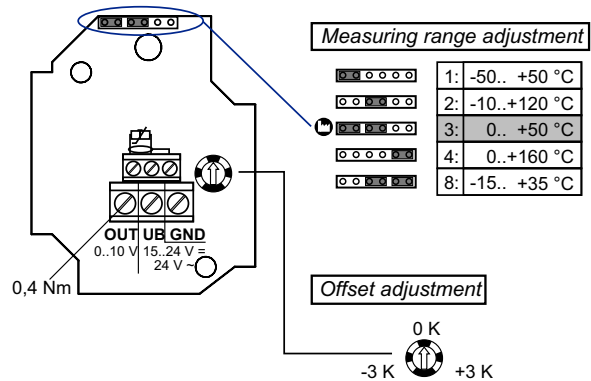 Measuring range adjustment
1: -50.. +50 °C
2: -10..+120 °C
3: 0.. +50 °C
4: 0..+160 °C
8: -15.. +35 °C
OUT UB GND
0..10 V 15..24 V =
24 V ~
0,4 Nm
Offset adjustment
0 K
-3 K +3 K